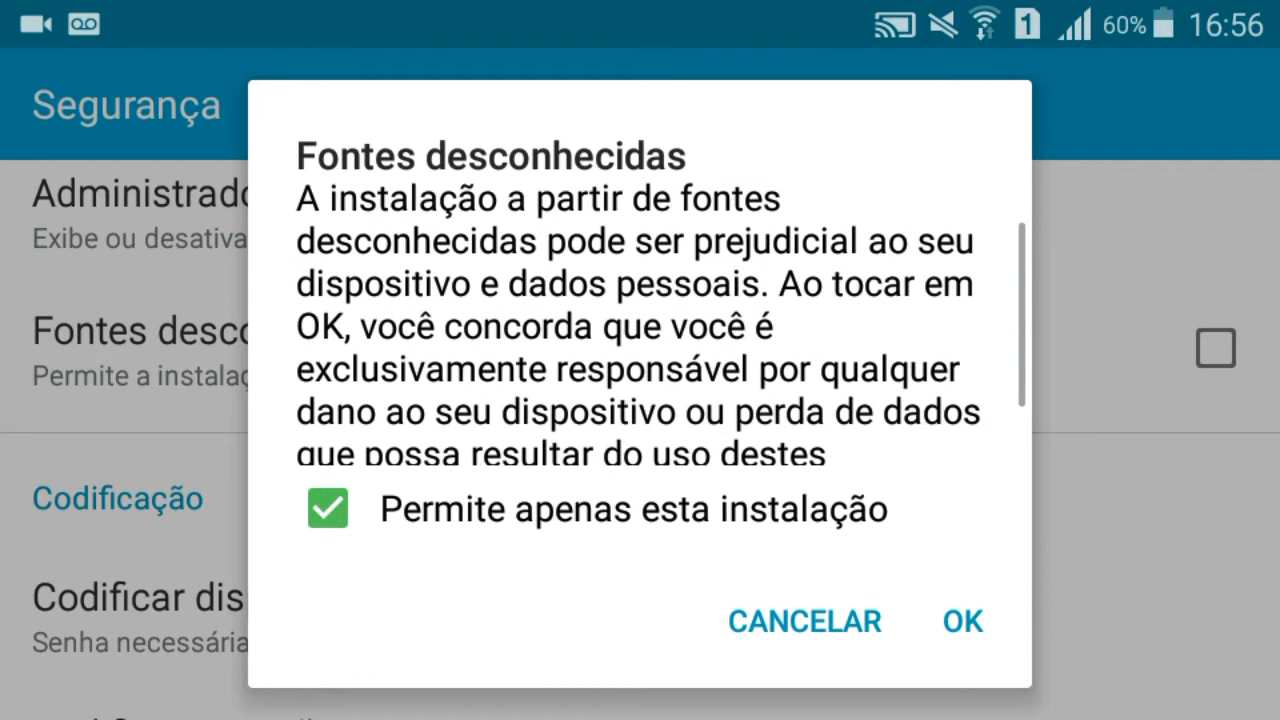 1 60% 16:56
Segurança
Fontes desconhecidas
A instalação a partir de fontes
desconhecidas pode ser prejudicial ao seu
dispositivo e dados pessoais. Ao tocar em
OK, você concorda que você é
exclusivamente responsável por qualquer
dano ao seu dispositivo ou perda de dados
que possa resultar do uso destes
Permite apenas esta instalação
CANCELAR OK
Administrado
Exibe ou desativa
Fontes desco
Permite a instalaç
Codificação
Codificar dis
Senha necessária